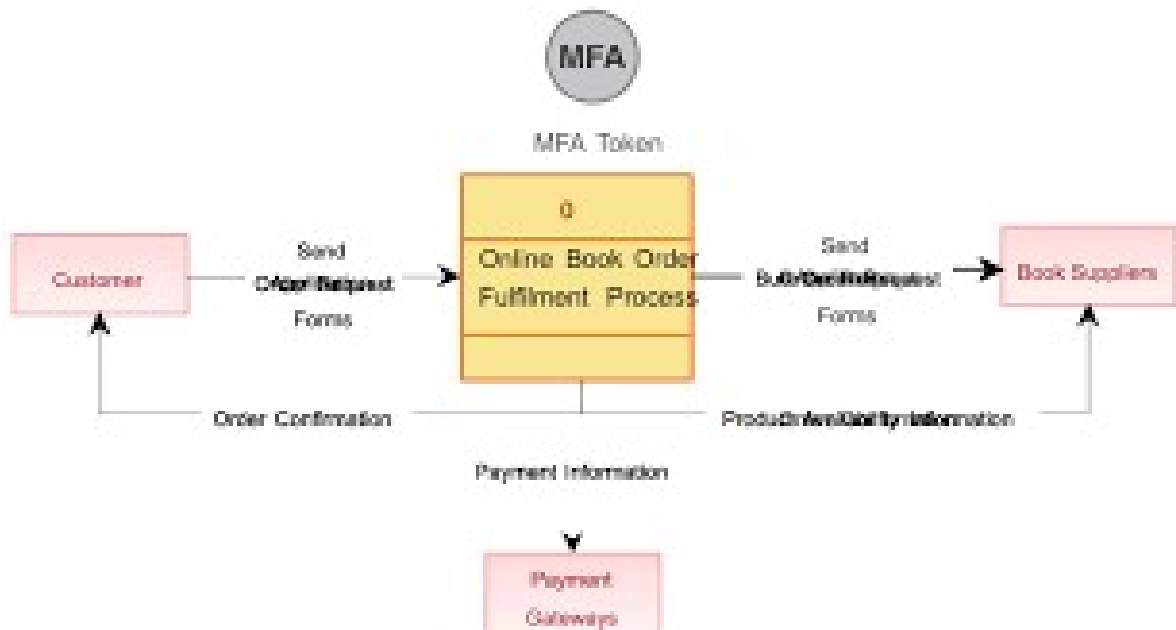 MFA
MFA Token
0
Online Book Order
Fulfilment Process
Customer
Send
Forms
Send
Forms
Book Suppliers
Order Confirmation
Payment Information
Payment
Gateways